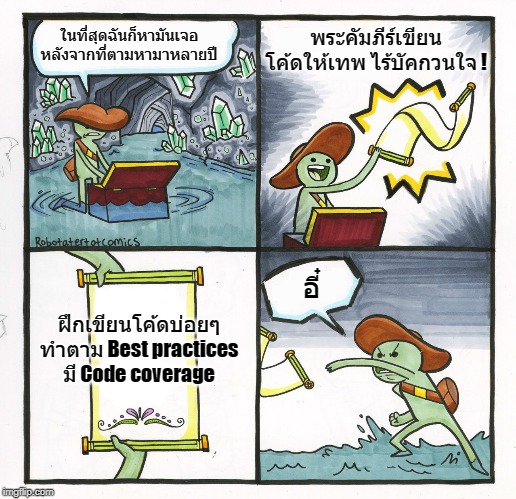 ในที่สุดฉันก็หามันเจอ
หลังจากที่ตามหามาหลายปี
พระคัมภีร์เขียน
โค้ดให้เทพ ไร้บัคกวนใจ !
Robotatertotcomics
ฝึกเขียนโค้ดบ่อยๆ
ทำตาม Best practices
มี Code coverage
อี๋
imgflip.com